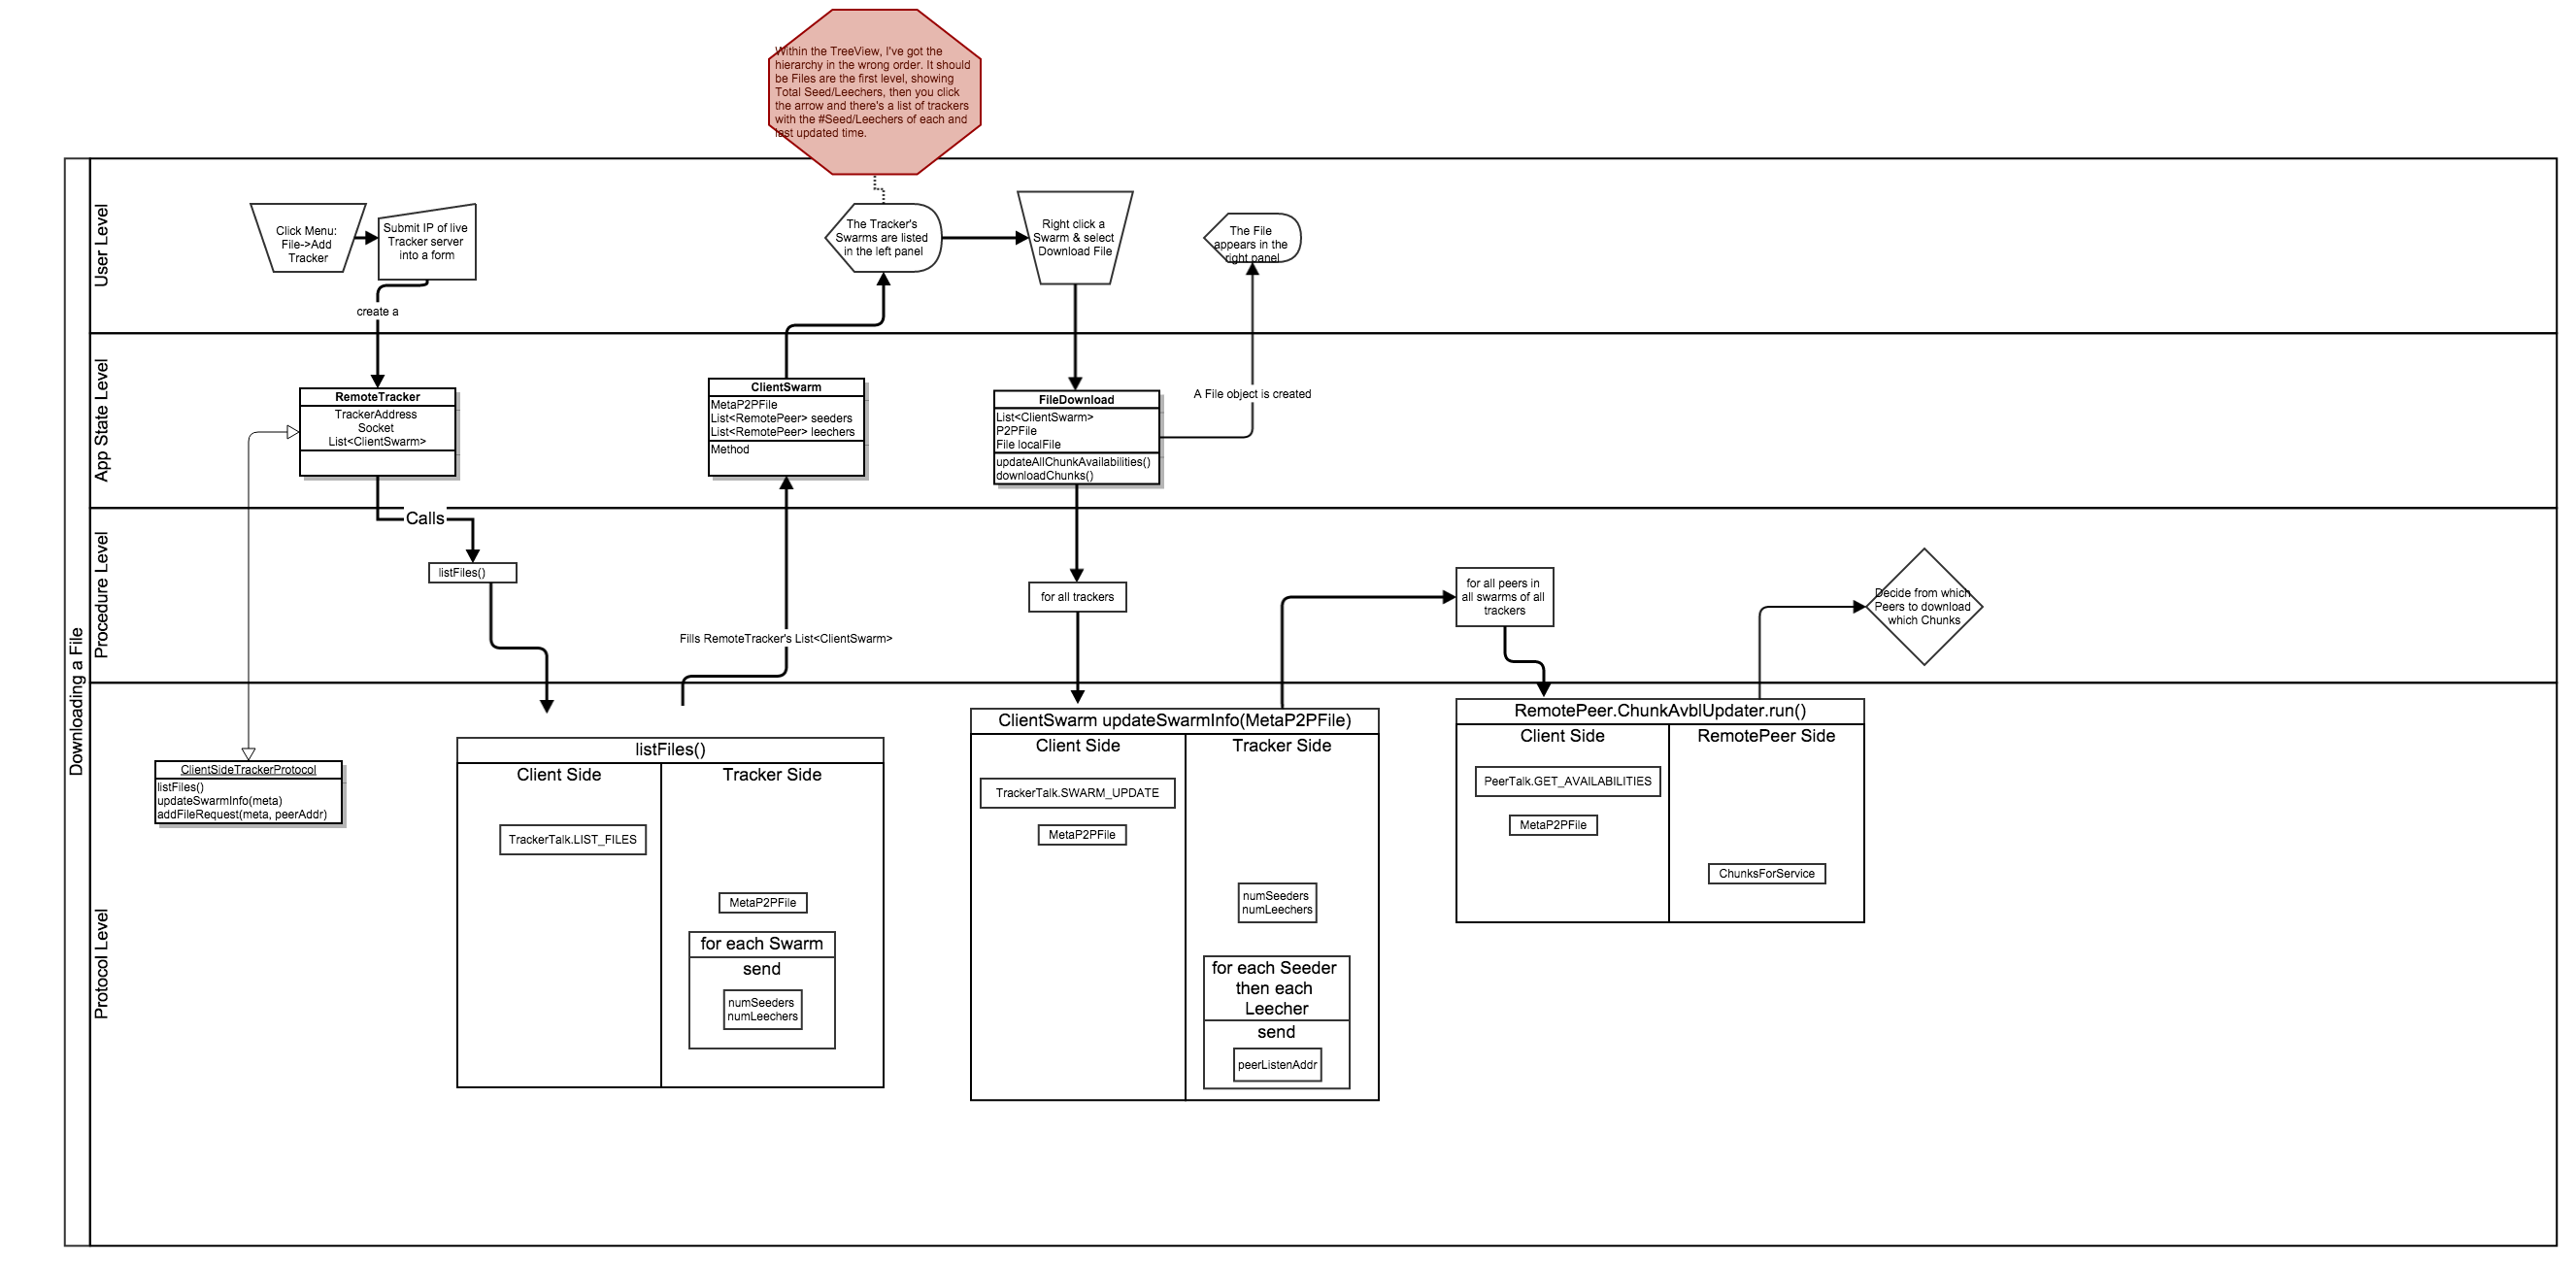 Within the TreeView, I've got the
hierarchy in the wrong order. It should
be Files are the first level, showing
Total Seed/Leechers, then you click
the arrow and there's a list of trackers
with the #Seed/Leechers of each and
last updated time.
Downloading a File
User Level
Click Menu:
File->Add
Tracker
Submit IP of live
Tracker server
into a form
create a
The Tracker's
Swarms are listed
in the left panel
Right click a
Swarm & select
Download File
The File
appears in the
right panel
App State Level
RemoteTracker
TrackerAddress
Socket
List<ClientSwarm>
ClientSwarm
MetaP2PFile
List<RemotePeer> seeders
List<RemotePeer> leechers
Method
FileDownload
List<ClientSwarm>
P2PFile
File localFile
updateAllChunkAvailabilities()
downloadChunks()
A File object is created
Procedure Level
Calls
listFiles()
Fills RemoteTracker's List<ClientSwarm>
for all trackers
for all peers in
all swarms of all
trackers
Decide from which
Peers to download
which Chunks
Protocol Level
ClientSideTrackerProtocol
listFiles()
updateSwarmInfo(meta)
addFileRequest(meta, peerAddr)
listFiles()
Client Side
Tracker Side
TrackerTalk.LIST_FILES
MetaP2PFile
for each Swarm
send
numSeeders
numLeechers
ClientSwarm updateSwarmInfo(MetaP2PFile)
Client Side
Tracker Side
TrackerTalk.SWARM_UPDATE
MetaP2PFile
numSeeders
numLeechers
for each Seeder
then each
Leecher
send
peerListenAddr
RemotePeer.ChunkAvblUpdater.run()
Client Side
RemotePeer Side
PeerTalk.GET_AVAILABILITIES
MetaP2PFile
ChunksForService